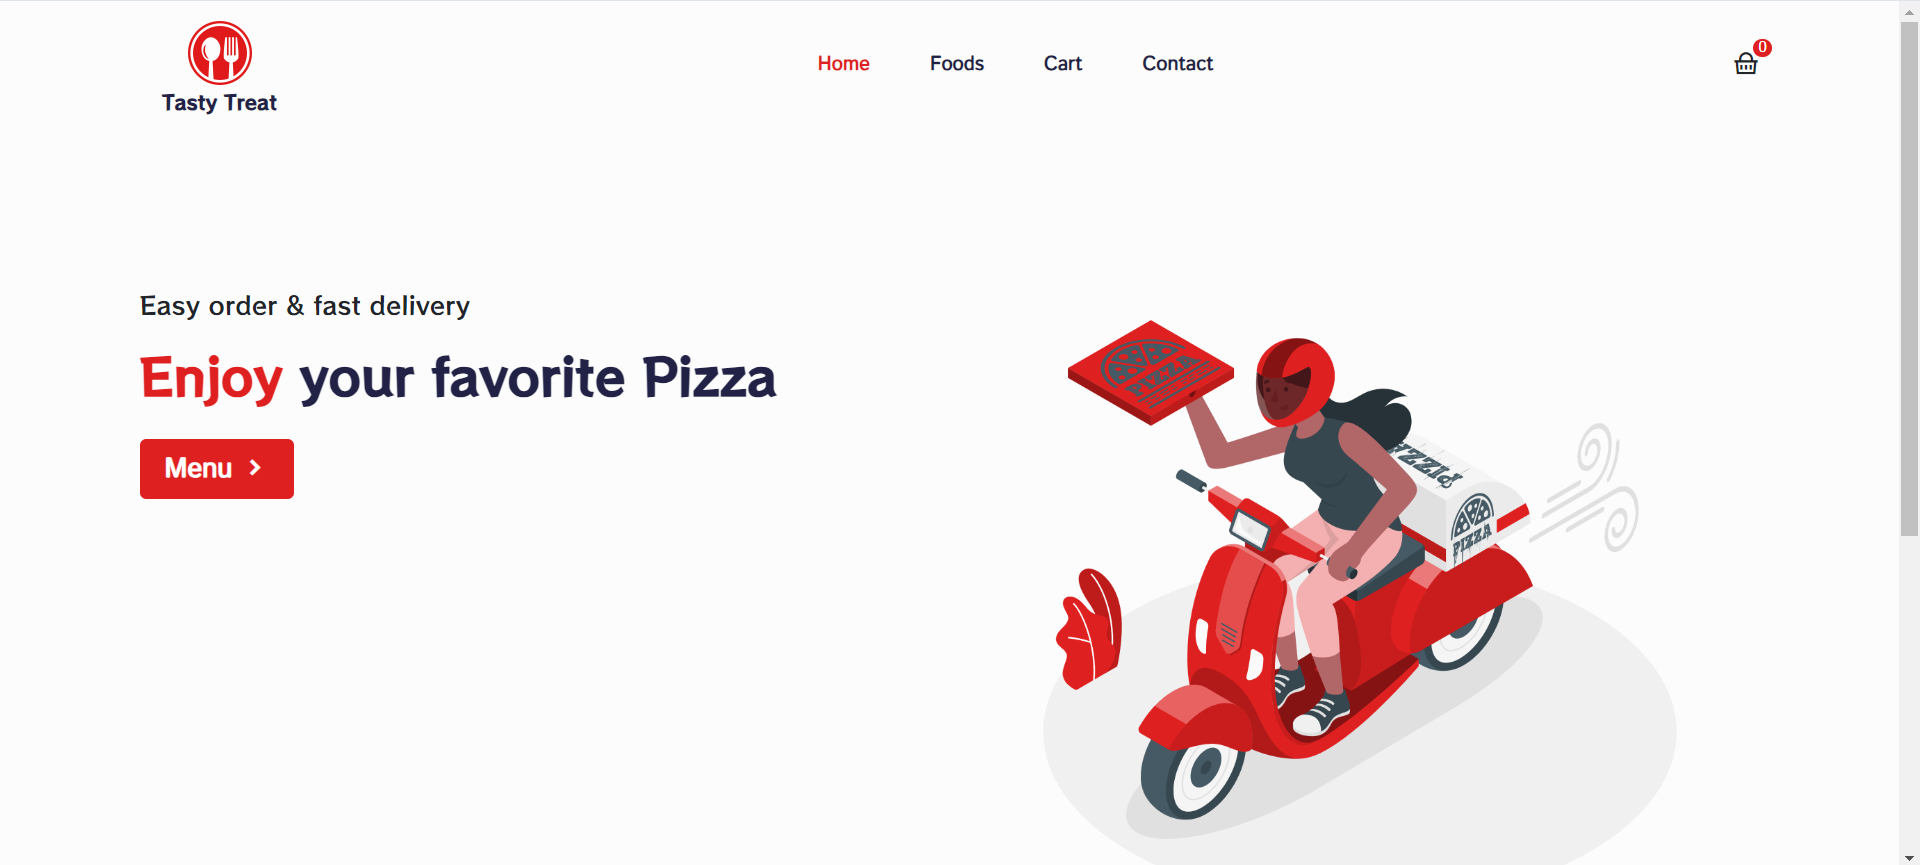 Tasty Treat
Home Foods Cart Contact
0
Easy order & fast delivery
Enjoy your favorite Pizza
Menu
PIZZA
PIZZA
PIZZA